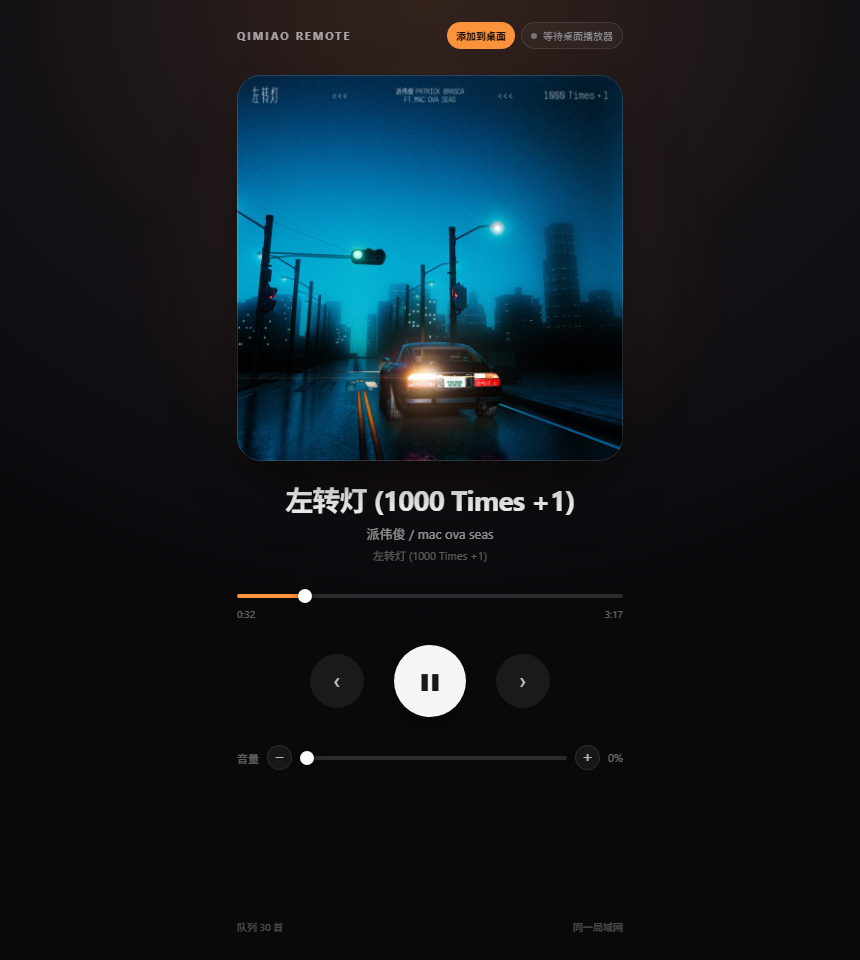 QIMIAO REMOTE
添加到桌面
等待桌面播放器
左转灯
<<<
派伟俊 PATRICK BRASCA
FT.MAC OVA SEAS
<<<
1000 Times +1
左转灯 (1000 Times +1)
派伟俊 / mac ova seas
左转灯 (1000 Times +1)
0:32
3:17
音量
0%
队列 30 首
同一局域网